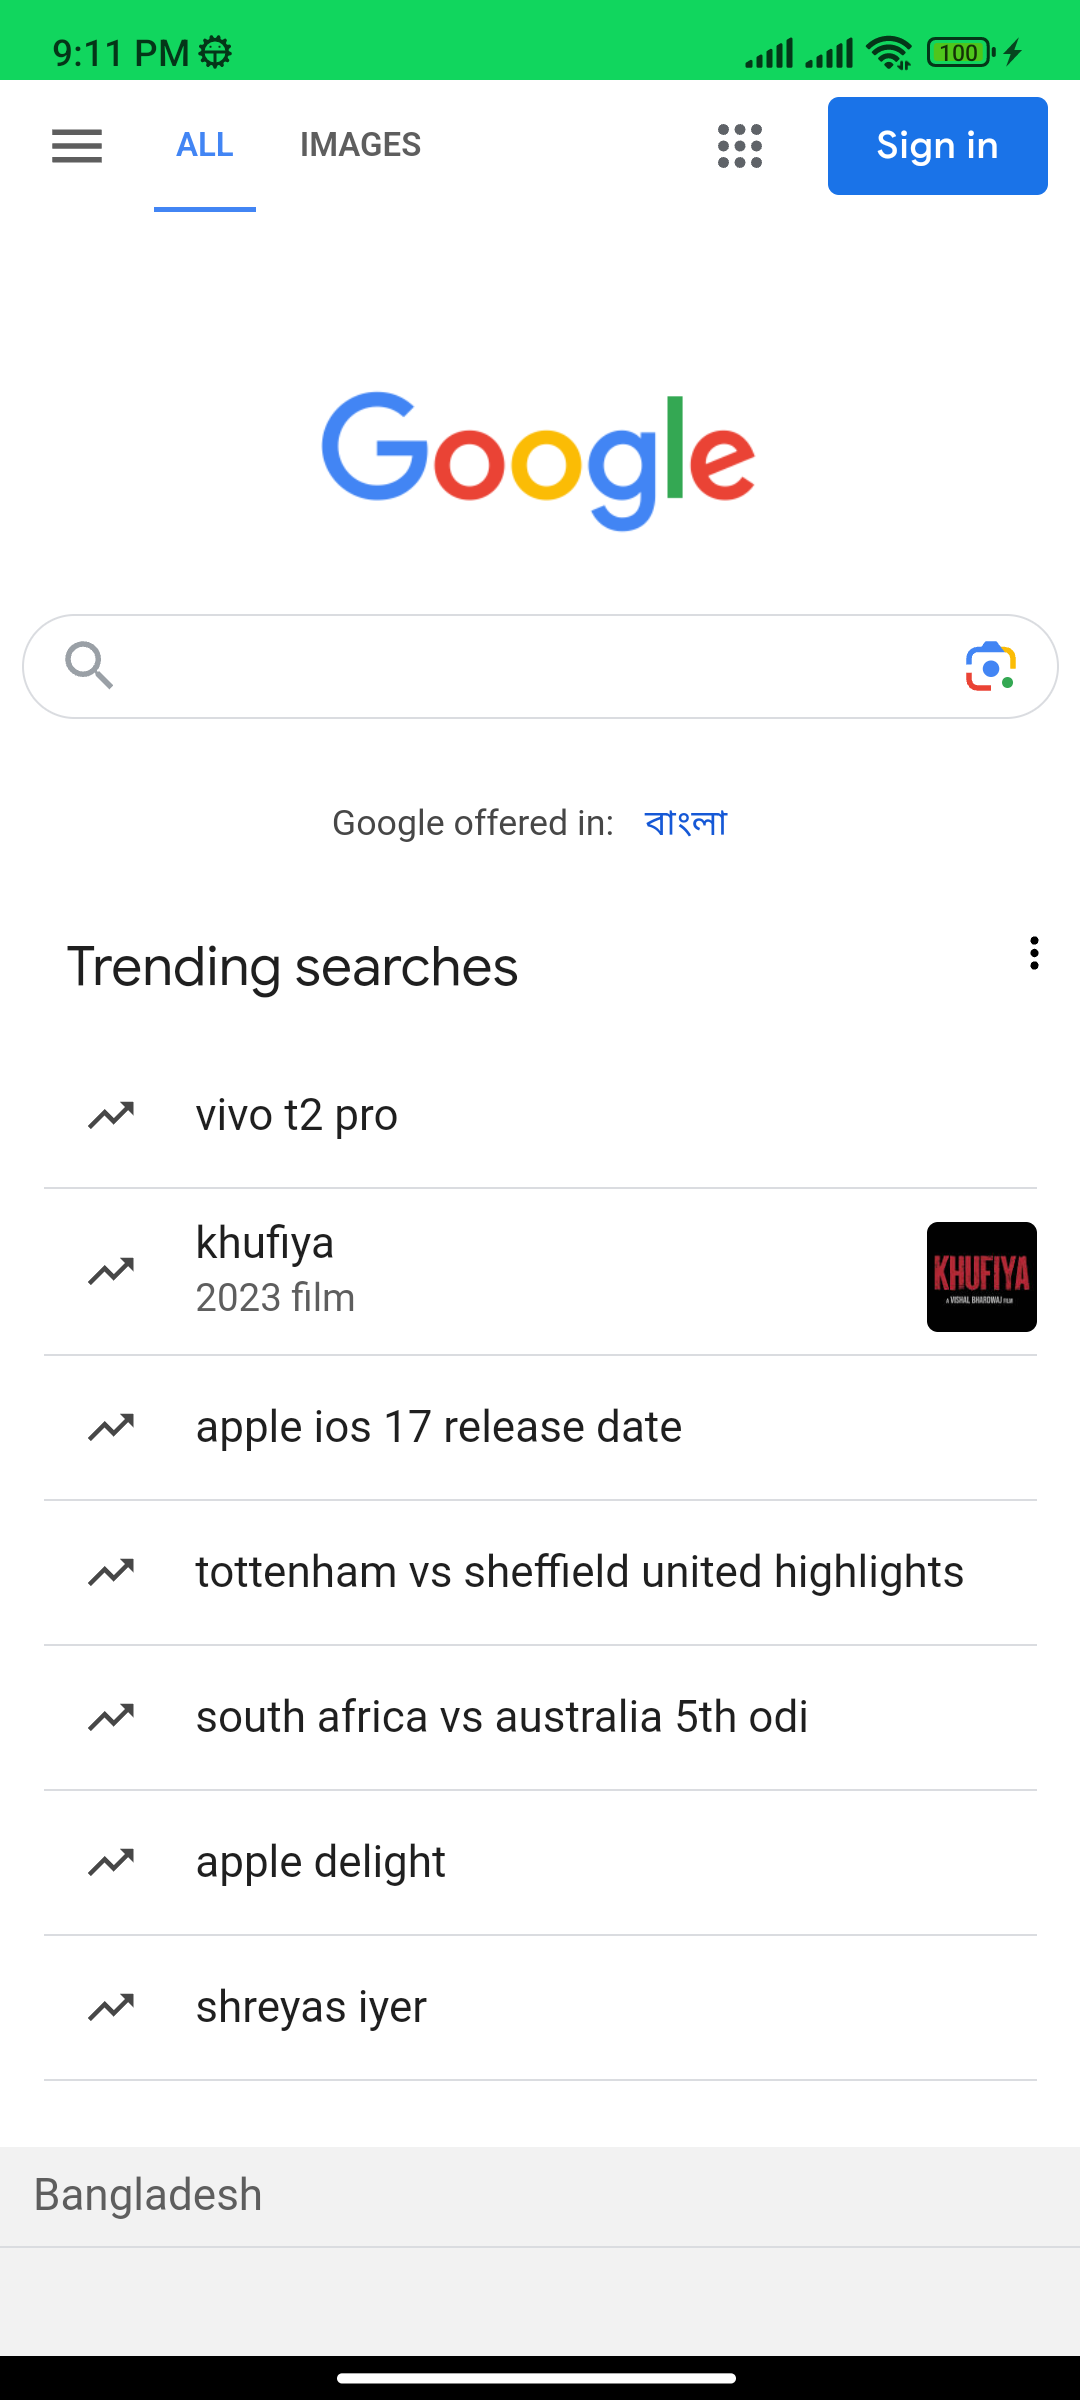 9:11 PM
100
ALL IMAGES Sign in
Google
Google offered in: বাংলা
Trending searches
vivo t2 pro
khufiya
2023 film
KHUFIYA
A VISHAL BHARDWAJ FILM
apple ios 17 release date
tottenham vs sheffield united highlights
south africa vs australia 5th odi
apple delight
shreyas iyer
Bangladesh